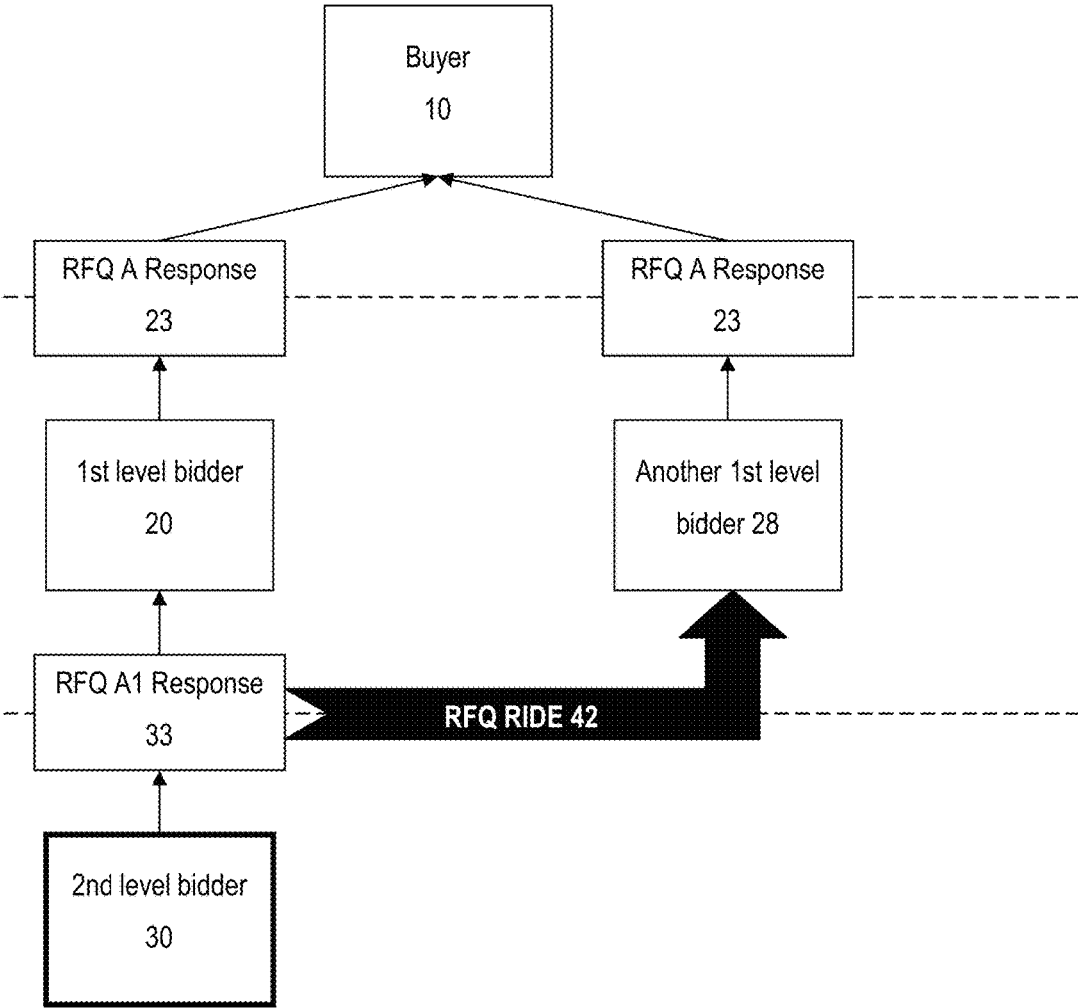 Buyer
10
RFQ A Response
23
RFQ A Response
23
1st level bidder
20
Another 1st level
bidder 28
RFQ A1 Response
33
RFQ RIDE 42
2nd level bidder
30